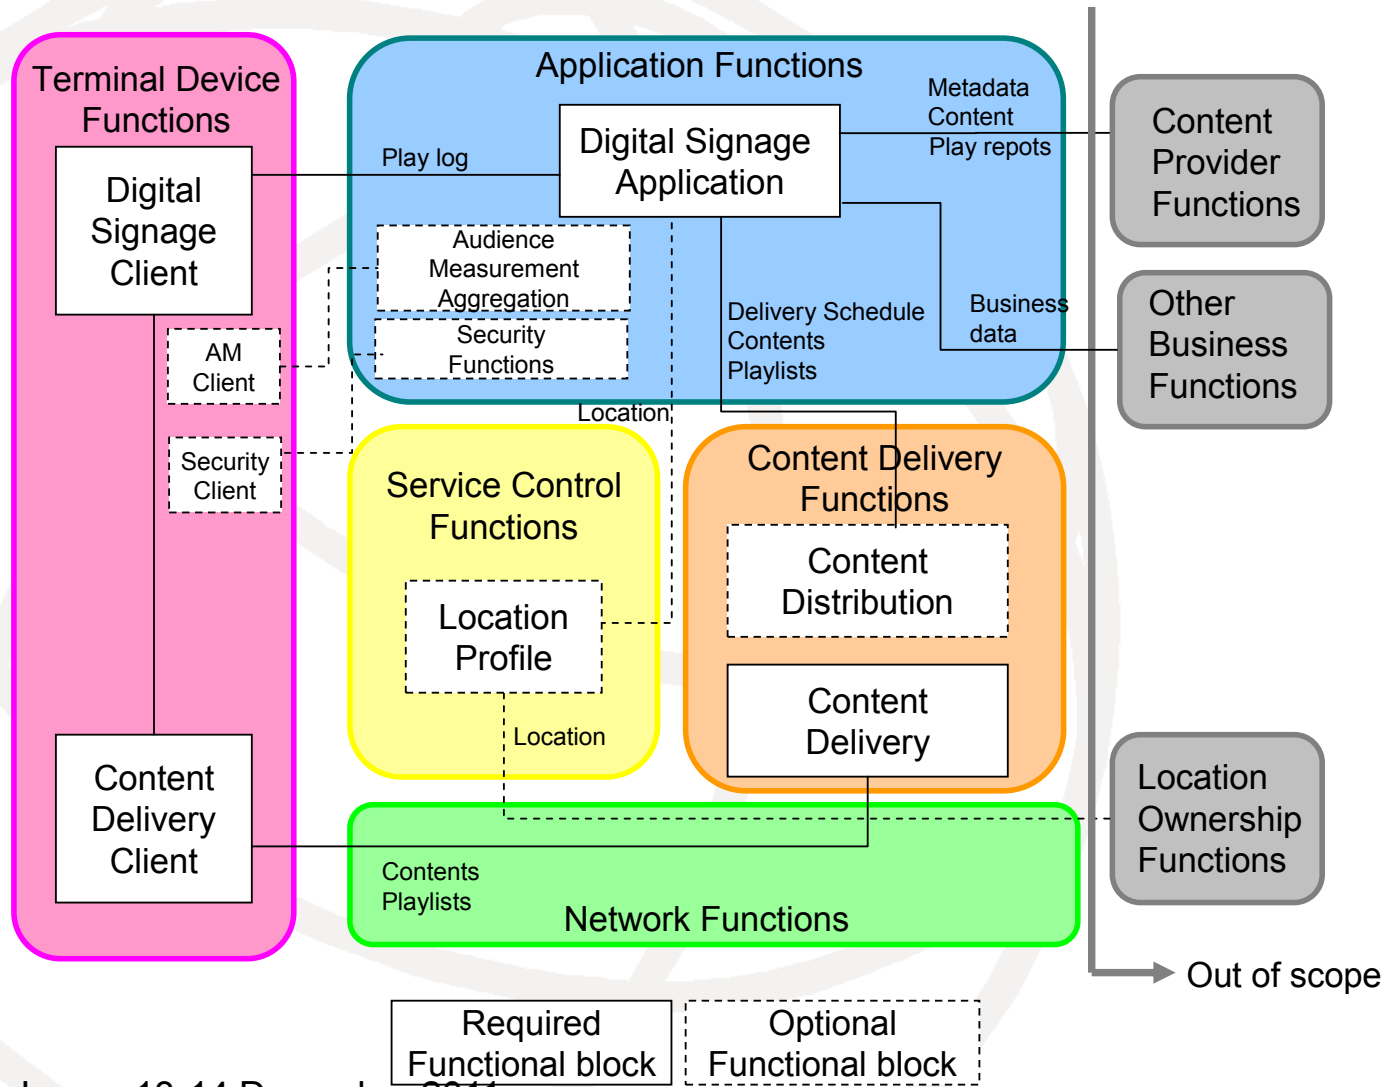 Terminal Device
Functions
Digital
Signage
Client
AM
Client
Security
Client
Content
Delivery
Client
Application Functions
Digital Signage
Application
Play log
Audience
Measurement
Aggregation
Security
Functions
Metadata
Content
Play repots
Delivery Schedule
Contents
Playlists
Business
data
Location
Service Control
Functions
Location
Profile
Location
Content Delivery
Functions
Content
Distribution
Content
Delivery
Contents
Playlists
Network Functions
Content
Provider
Functions
Other
Business
Functions
Location
Ownership
Functions
Out of scope
Required
Functional block
Optional
Functional block
2011